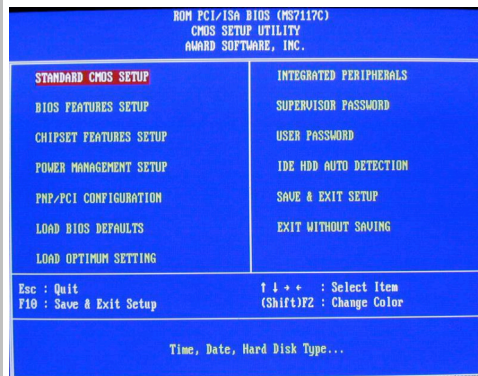 ROM PCI/ISA BIOS (MS7117C)
CMOS SETUP UTILITY
AWARD SOFTWARE, INC.
STANDARD CMOS SETUP
BIOS FEATURES SETUP
CHIPSET FEATURES SETUP
POWER MANAGEMENT SETUP
PNP/PCI CONFIGURATION
LOAD BIOS DEFAULTS
LOAD OPTIMUM SETTING
INTEGRATED PERIPHERALS
SUPERVISOR PASSWORD
USER PASSWORD
IDE HDD AUTO DETECTION
SAVE & EXIT SETUP
EXIT WITHOUT SAVING
Esc : Quit
F10 : Save & Exit Setup
↑ ↓ → ← : Select Item
(Shift)F2 : Change Color
Time, Date, Hard Disk Type...